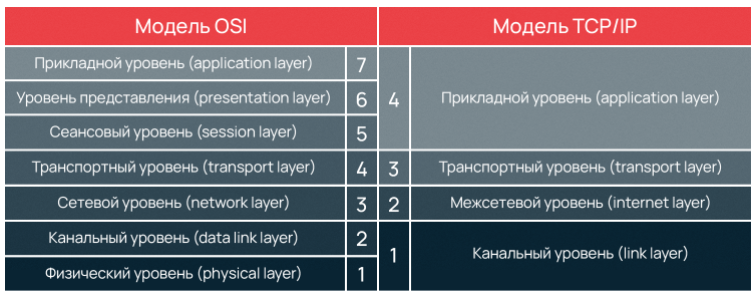 Модель OSI Модель TCP/IP
Прикладной уровень (application layer) 7
Уровень представления (presentation layer) 6 4 Прикладной уровень (application layer)
Сеансовый уровень (session layer) 5
Транспортный уровень (transport layer) 4 3 Транспортный уровень (transport layer)
Сетевой уровень (network layer) 3 2 Межсетевой уровень (internet layer)
Канальный уровень (data link layer) 2
1 Канальный уровень (link layer)
Физический уровень (physical layer) 1